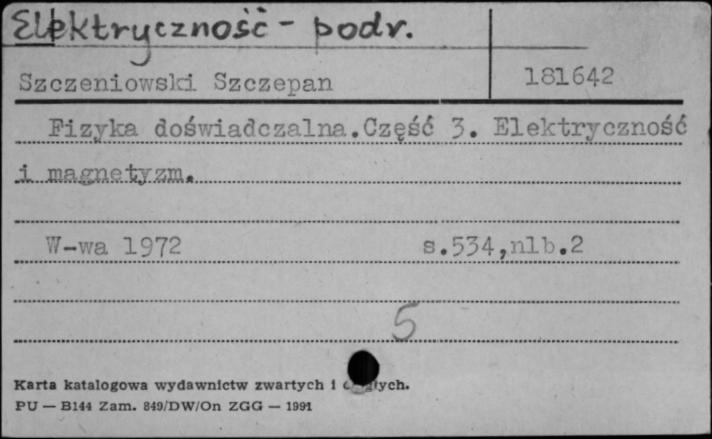 Elektryczność - podr.
Szczeniowski Szczepan 181642
Fizyka doświadczalna.Część 3. Elektryczność
i magnetyzm.
W-wa 1972 s.534,nlb.2
5
Karta katalogowa wydawnictw zwartych i
PU — B144 Zam. 849/DW/On ZGG — 1991